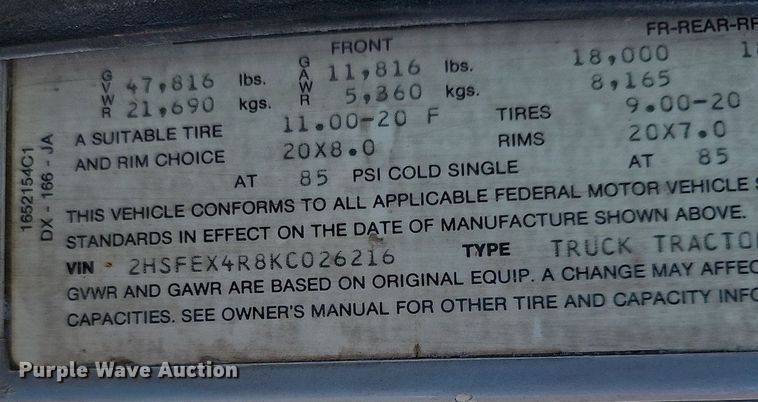 FRONT FR-REAR-RF
GVWR 47,816 lbs. GAWR 11,816 lbs. 18,000
21,690 kgs. 5,360 kgs. 8,165
A SUITABLE TIRE 11.00-20 F TIRES 9.00-20
AND RIM CHOICE 20X8.0 RIMS 20X7.0
AT 85 PSI COLD SINGLE AT 85
THIS VEHICLE CONFORMS TO ALL APPLICABLE FEDERAL MOTOR VEHICLE
STANDARDS IN EFFECT ON THE DATE OF MANUFACTURE SHOWN ABOVE.
VIN 2HSFEX4R8KC026216 TYPE TRUCK TRACTO
GVWR AND GAWR ARE BASED ON ORIGINAL EQUIP. A CHANGE MAY AFFEC
CAPACITIES. SEE OWNER'S MANUAL FOR OTHER TIRE AND CAPACITY INFO
1652154C1
DX - 166 - JA
Purple Wave Auction